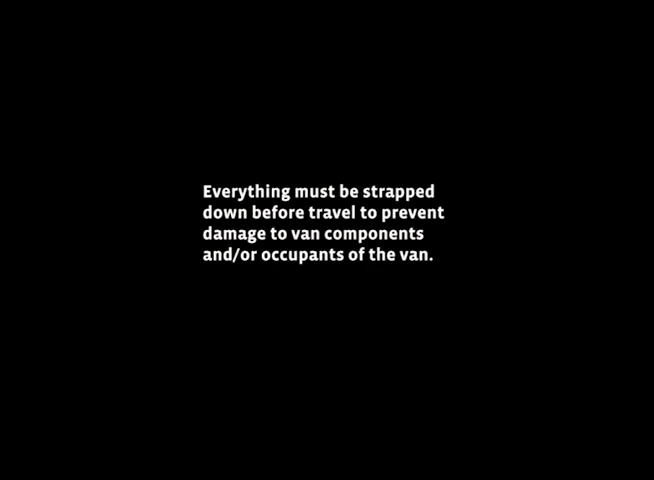 Everything must be strapped
down before travel to prevent
damage to van components
and/or occupants of the van.